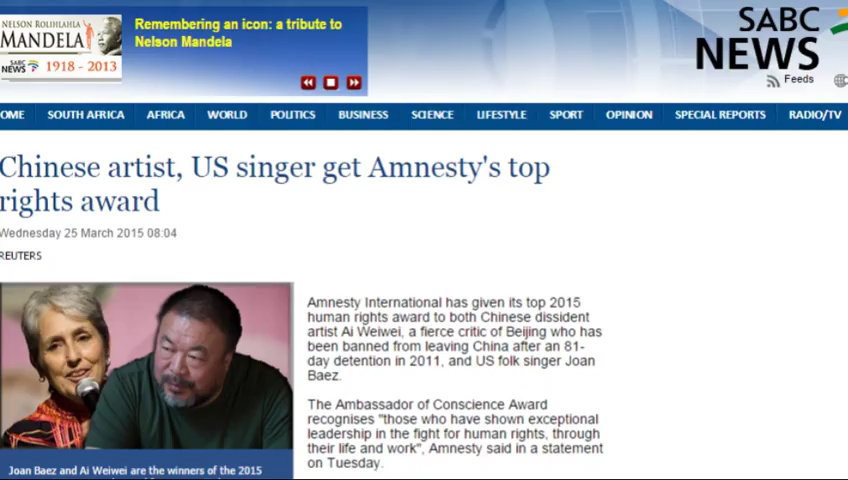 NELSON ROLIHLAHLA
MANDELA
SABC
NEWS
1918 - 2013
Remembering an icon: a tribute to
Nelson Mandela
SABC
NEWS
Feeds
OME SOUTH AFRICA AFRICA WORLD POLITICS BUSINESS SCIENCE LIFESTYLE SPORT OPINION SPECIAL REPORTS RADIO/TV
Chinese artist, US singer get Amnesty's top
rights award
Wednesday 25 March 2015 08:04
REUTERS
Amnesty International has given its top 2015
human rights award to both Chinese dissident
artist Ai Weiwei, a fierce critic of Beijing who has
been banned from leaving China after an 81-
day detention in 2011, and US folk singer Joan
Baez.
The Ambassador of Conscience Award
recognises "those who have shown exceptional
leadership in the fight for human rights, through
their life and work", Amnesty said in a statement
on Tuesday.
Joan Baez and Ai Weiwei are the winners of the 2015